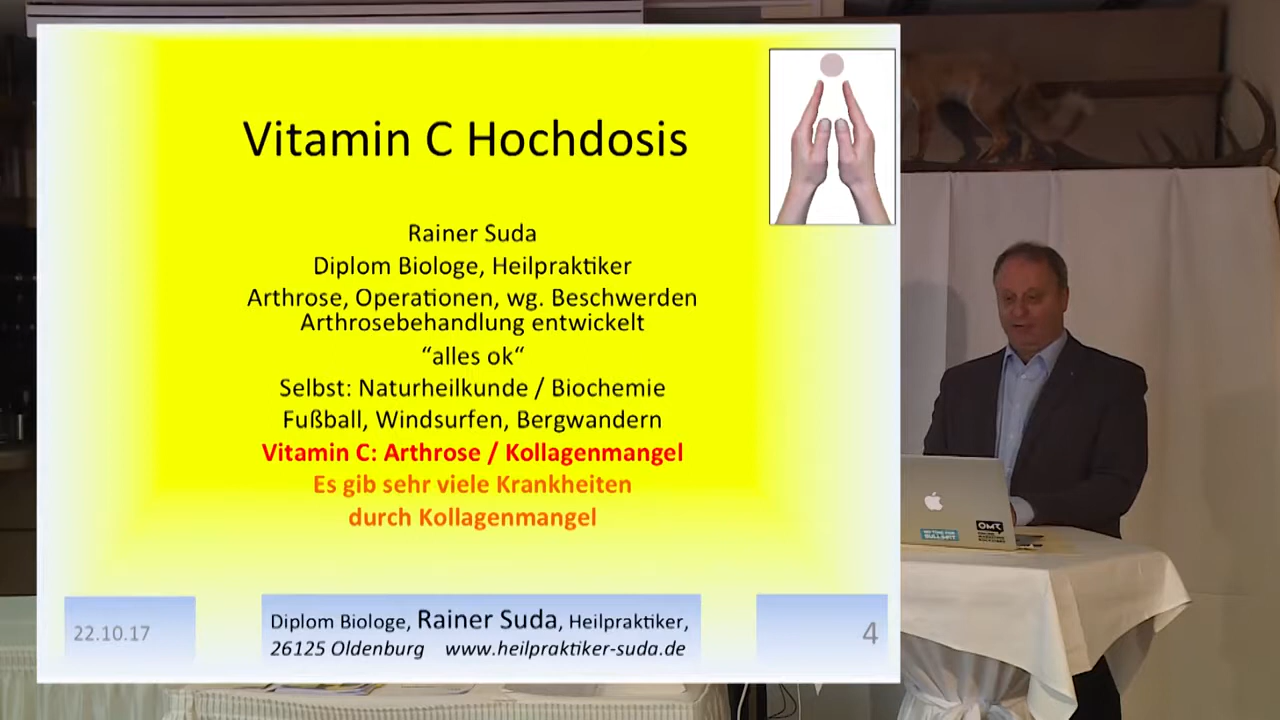 Vitamin C Hochdosis
Rainer Suda
Diplom Biologe, Heilpraktiker
Arthrose, Operationen, wg. Beschwerden
Arthrosebehandlung entwickelt
“alles ok“
Selbst: Naturheilkunde / Biochemie
Fußball, Windsurfen, Bergwandern
Vitamin C: Arthrose / Kollagenmangel
Es gib sehr viele Krankheiten
durch Kollagenmangel
22.10.17
Diplom Biologe, Rainer Suda, Heilpraktiker,
26125 Oldenburg www.heilpraktiker-suda.de
4
OMR